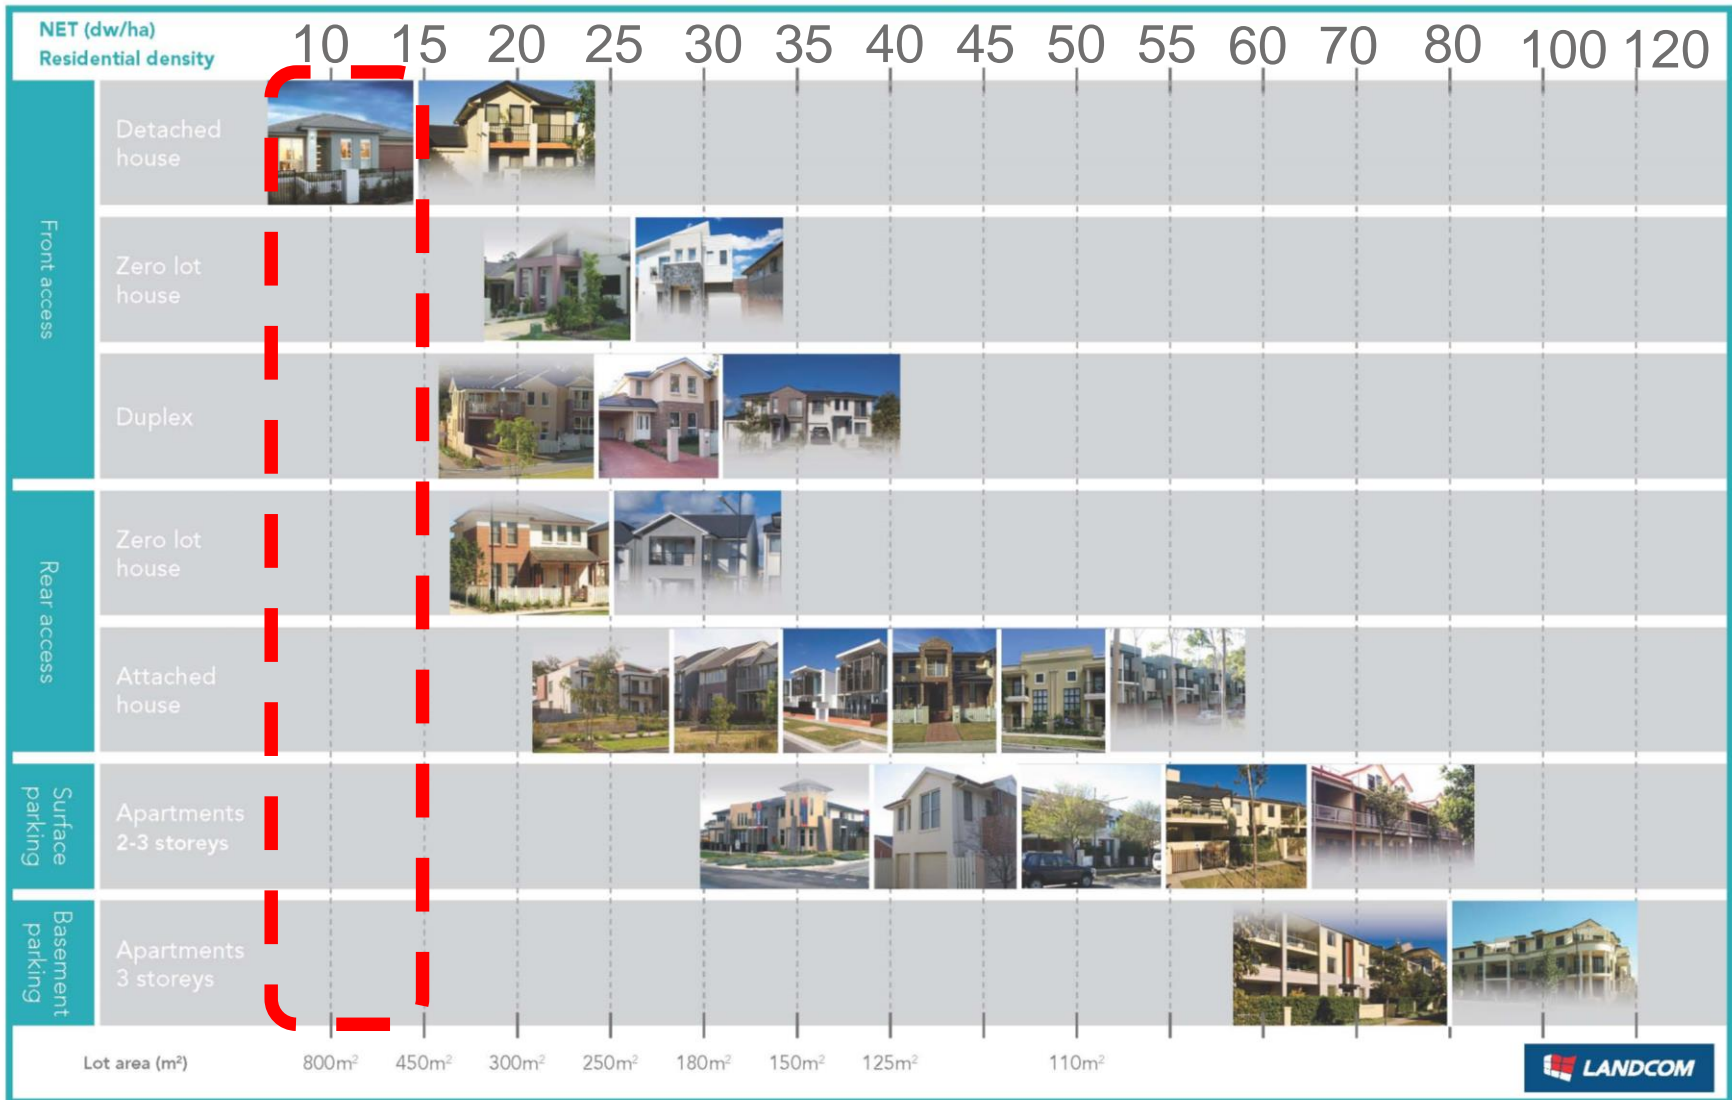 NET (dw/ha)
Residential density
10 15 20 25 30 35 40 45 50 55 60 70 80 100 120
Front access
Detached
house
Zero lot
house
Duplex
Rear access
Zero lot
house
Attached
house
Surface
parking
Apartments
2-3 storeys
Basement
parking
Apartments
3 storeys
Lot area (m²) 800m² 450m² 300m² 250m² 180m² 150m² 125m² 110m²
LANDCOM